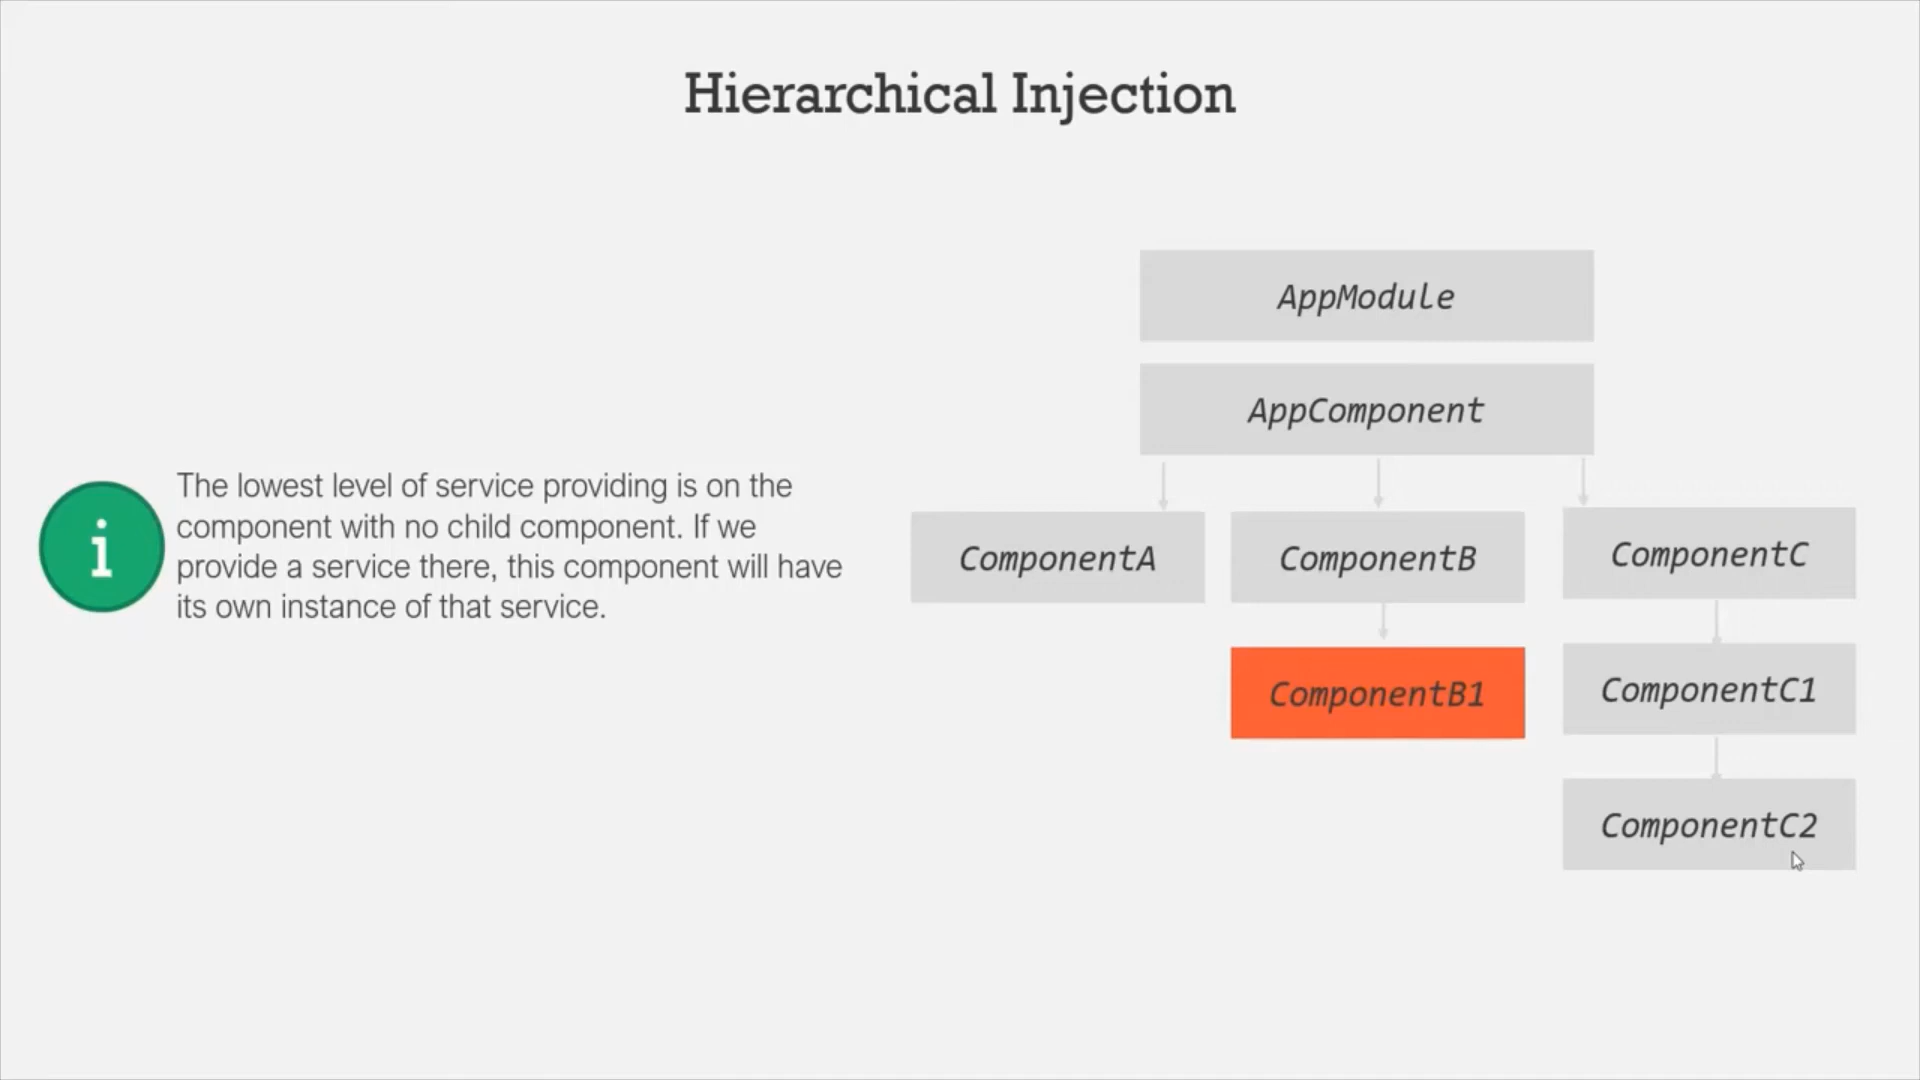 Hierarchical Injection
AppModule
AppComponent
The lowest level of service providing is on the
component with no child component. If we
provide a service there, this component will have
its own instance of that service.
i
ComponentA
ComponentB
ComponentC
ComponentB1
ComponentC1
ComponentC2